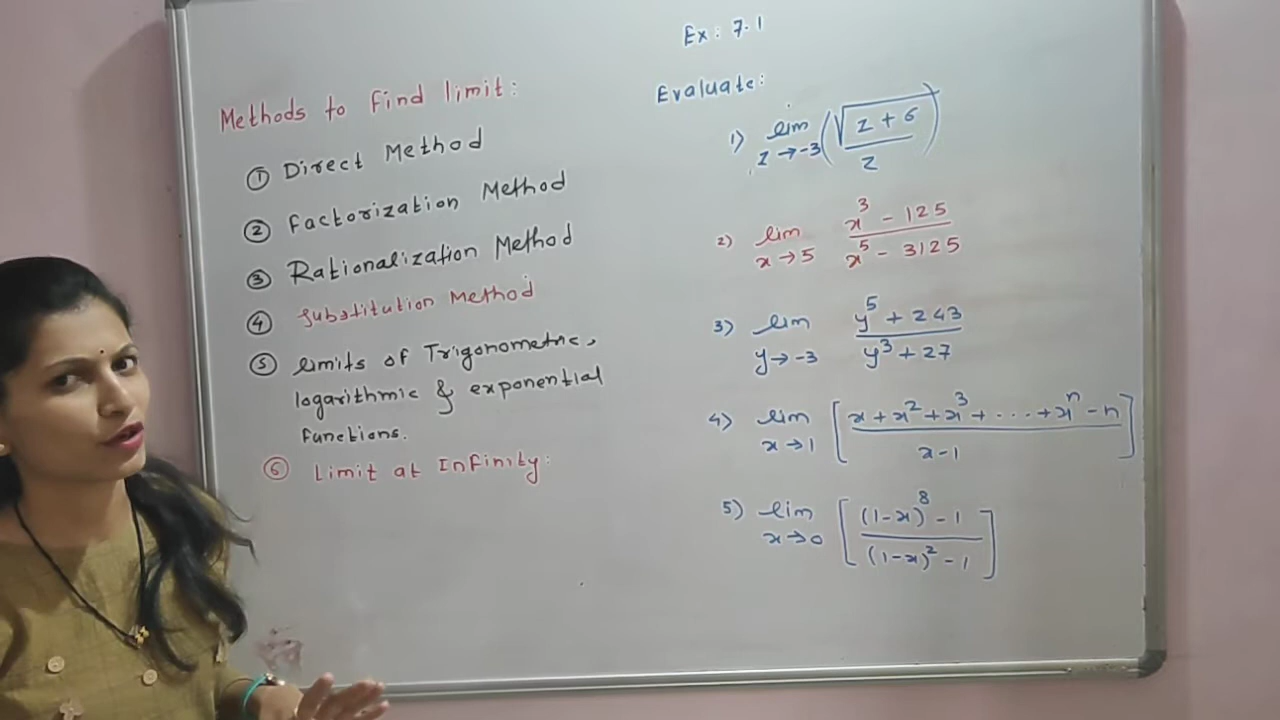 Ex: 7.1
Methods to Find limit:
① Direct Method
② Factorization Method
③ Rationalization Method
④ Substitution Method
⑤ limits of Trigonometric,
logarithmic & exponential
functions.
⑥ Limit at Infinity:
Evaluate:
1) lim z→-3 (√(z+6)/z)
2) lim x→5 (x³ - 125)/(x⁵ - 3125)
3) lim y→-3 (y⁵ + 243)/(y³ + 27)
4) lim x→1 [(x + x² + x³ + ... + xⁿ - n)/(x-1)]
5) lim x→0 [((1-x)⁸ - 1)/((1-x)² - 1)]